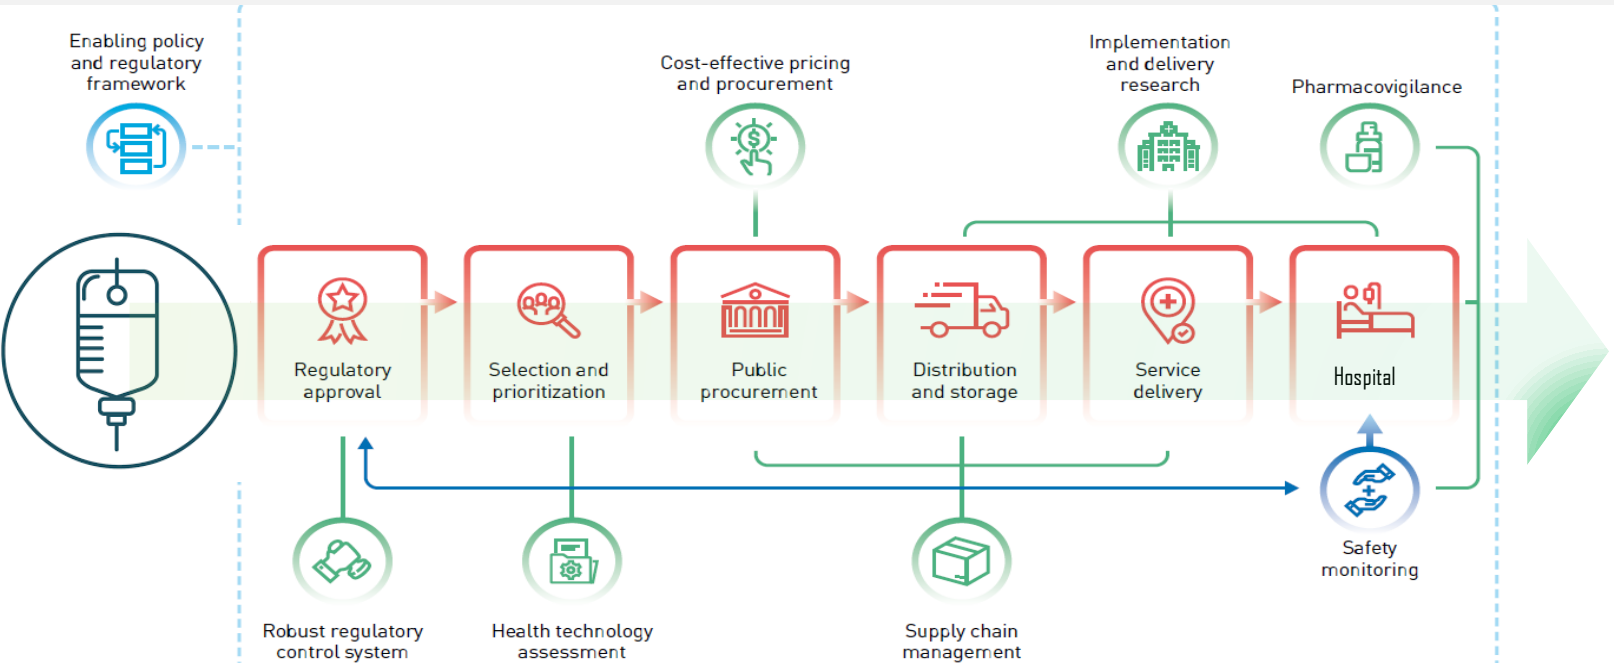 Enabling policy
and regulatory
framework
Cost-effective pricing
and procurement
Implementation
and delivery
research
Pharmacovigilance
$
Regulatory
approval
Selection and
prioritization
Public
procurement
Distribution
and storage
Service
delivery
Hospital
Safety
monitoring
Robust regulatory
control system
Health technology
assessment
Supply chain
management